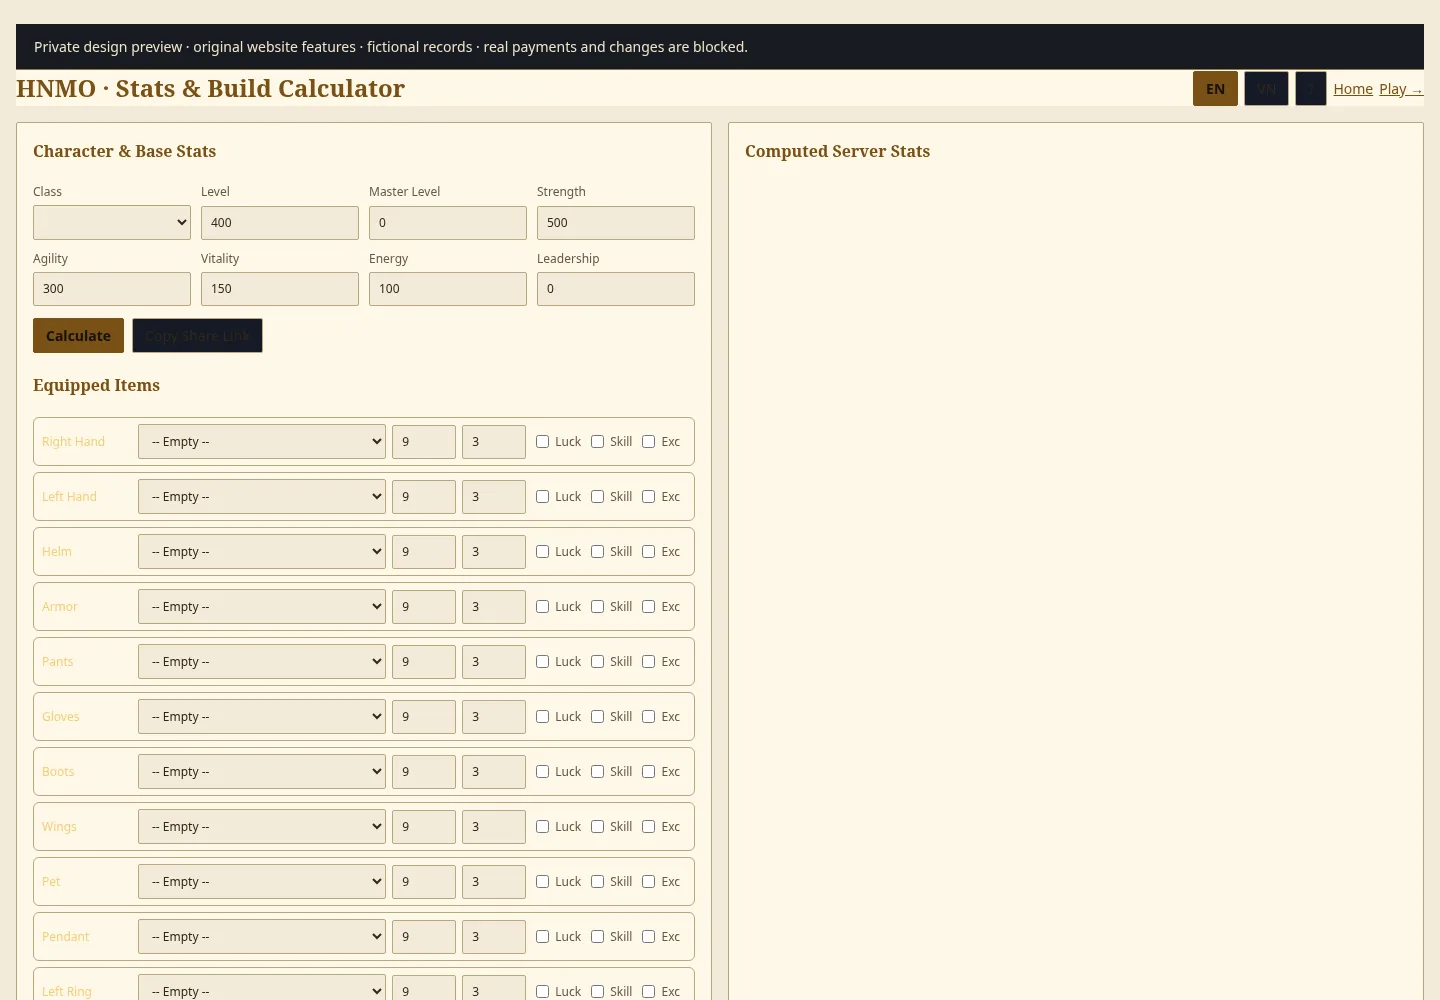 Private design preview · original website features · fictional records · real payments and changes are blocked.
HNMO · Stats & Build Calculator
EN VN Home Play →
Character & Base Stats
Class Level Master Level Strength
400 0 500
Agility Vitality Energy Leadership
300 150 100 0
Calculate Copy Share Link
Equipped Items
Right Hand -- Empty -- 9 3 Luck Skill Exc
Left Hand -- Empty -- 9 3 Luck Skill Exc
Helm -- Empty -- 9 3 Luck Skill Exc
Armor -- Empty -- 9 3 Luck Skill Exc
Pants -- Empty -- 9 3 Luck Skill Exc
Gloves -- Empty -- 9 3 Luck Skill Exc
Boots -- Empty -- 9 3 Luck Skill Exc
Wings -- Empty -- 9 3 Luck Skill Exc
Pet -- Empty -- 9 3 Luck Skill Exc
Pendant -- Empty -- 9 3 Luck Skill Exc
Left Ring -- Empty -- 9 3 Luck Skill Exc
Computed Server Stats